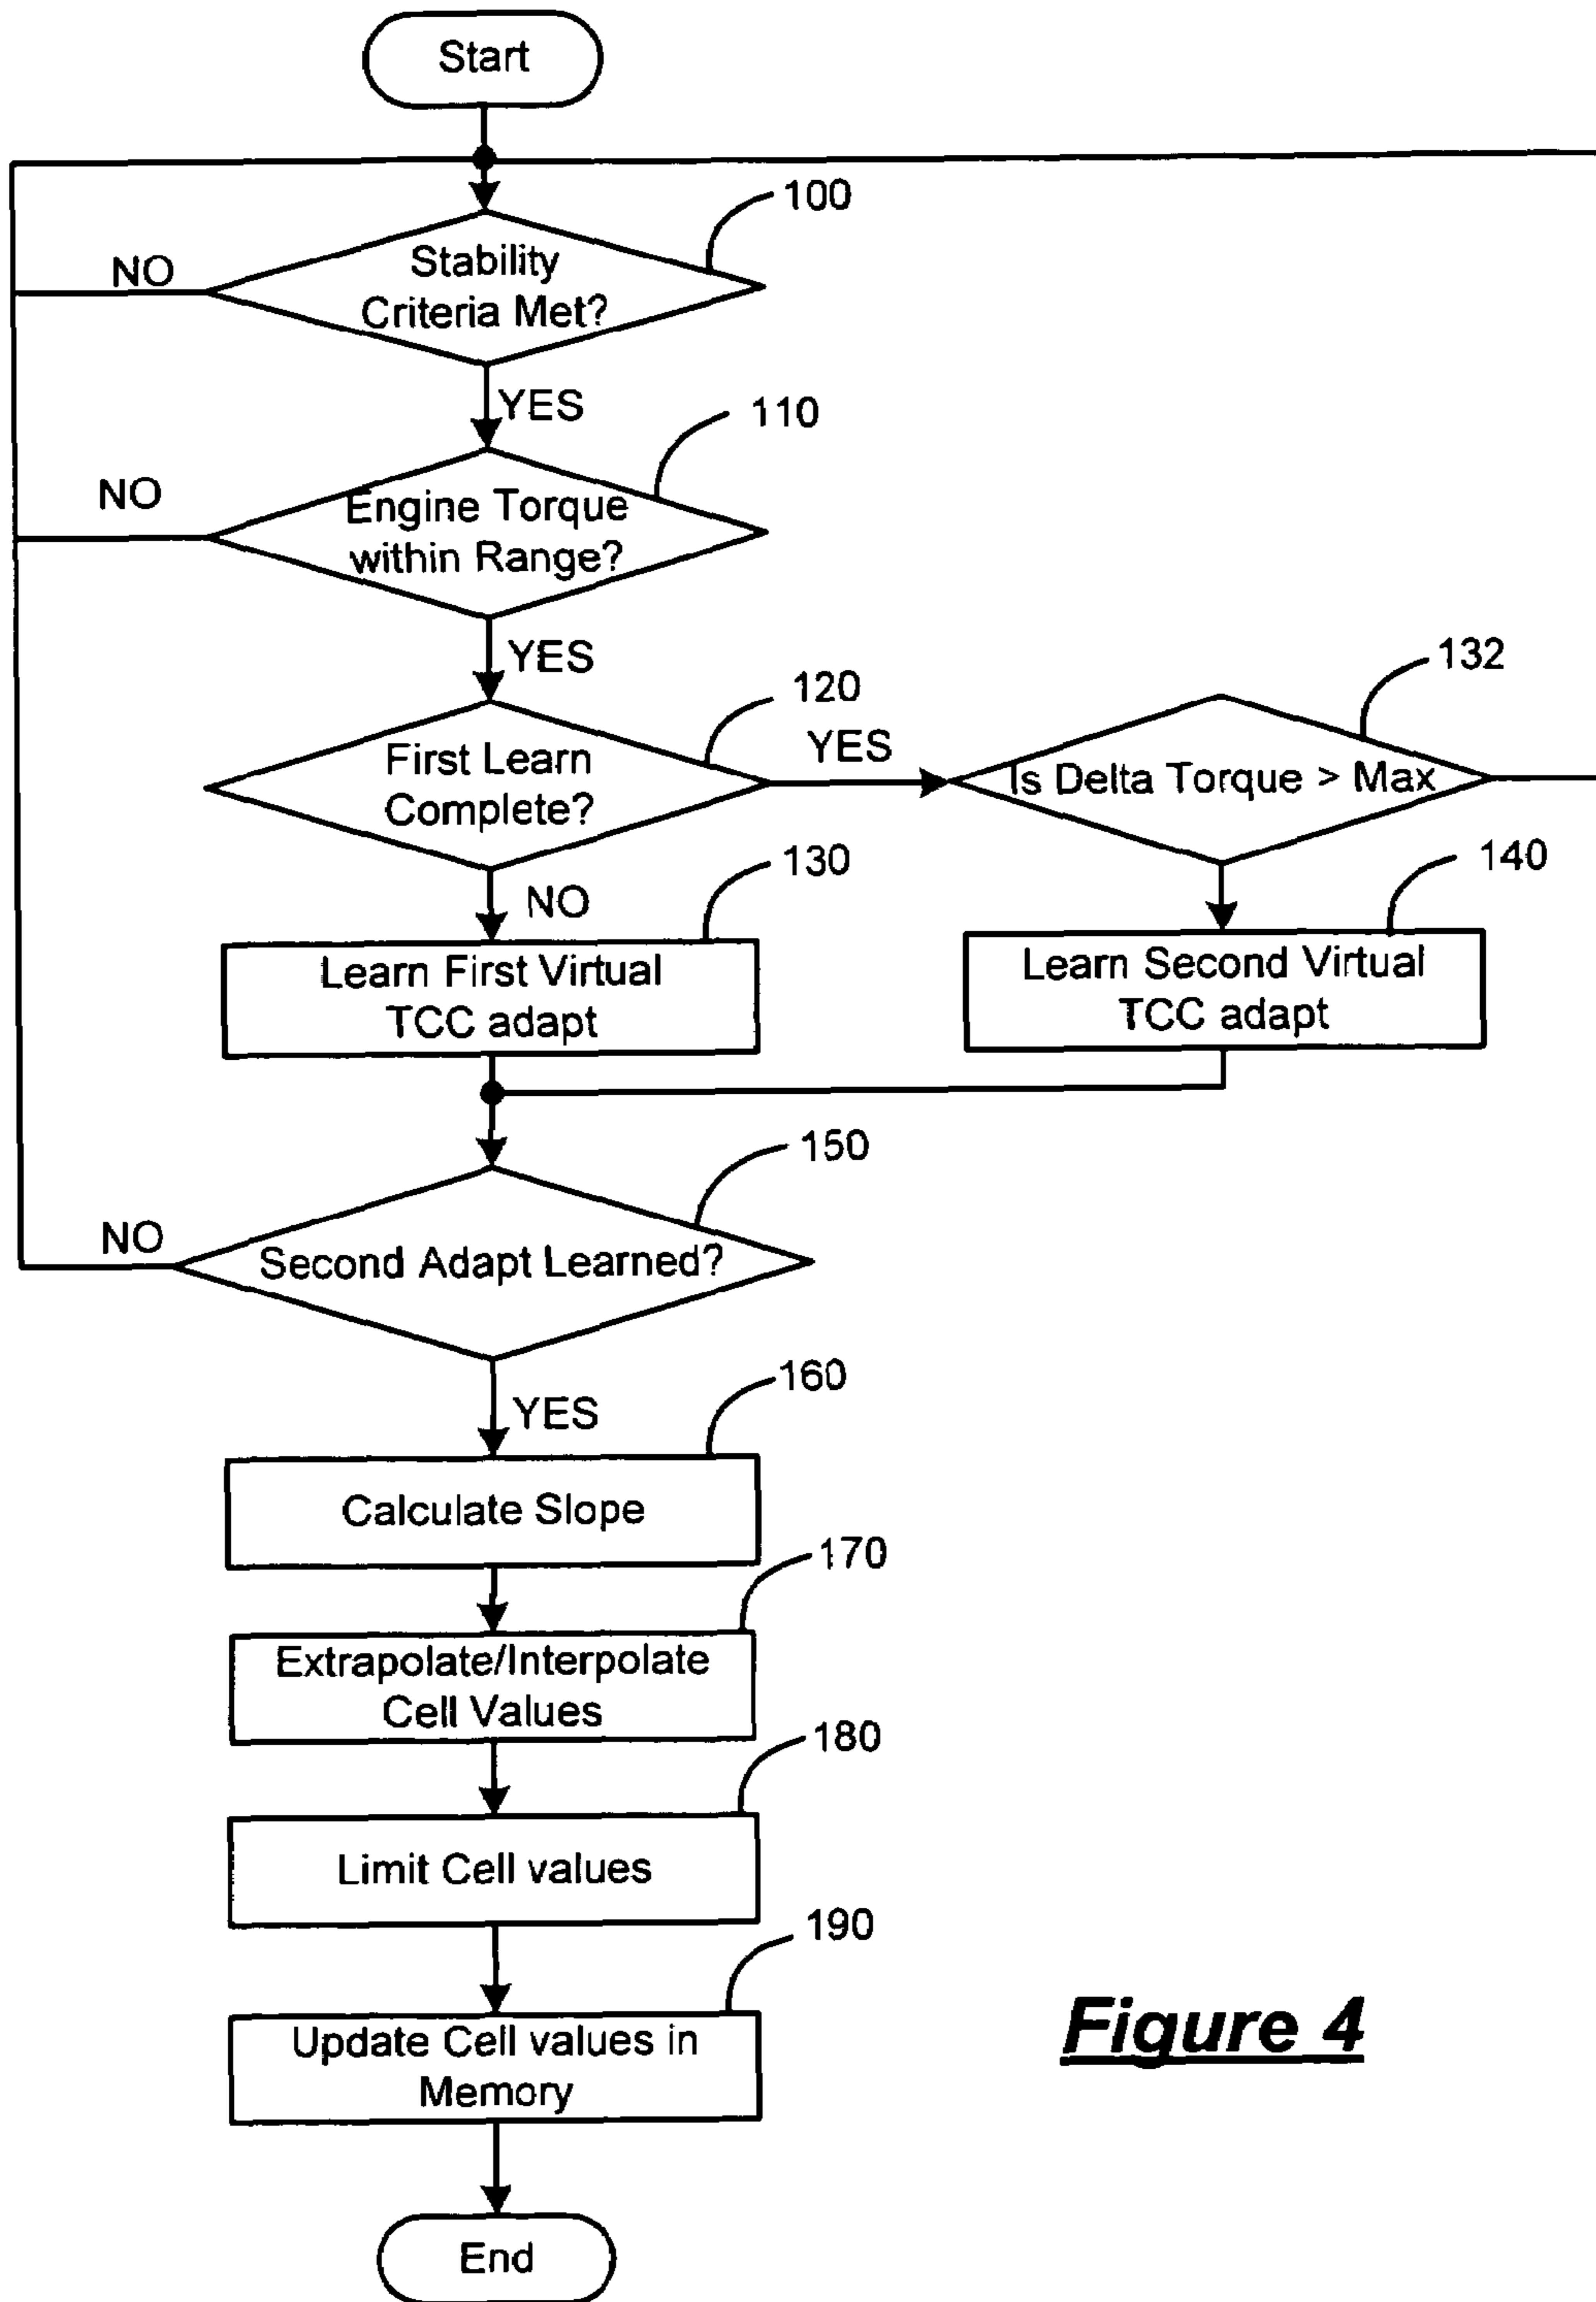 Start
100
Stability
Criteria Met?
NO
YES
110
Engine Torque
within Range?
NO
YES
120
First Learn
Complete?
YES
132
Is Delta Torque > Max
NO
130
Learn First Virtual
TCC adapt
140
Learn Second Virtual
TCC adapt
150
Second Adapt Learned?
NO
YES
160
Calculate Slope
170
Extrapolate/Interpolate
Cell Values
180
Limit Cell values
190
Update Cell values in
Memory
End
Figure 4